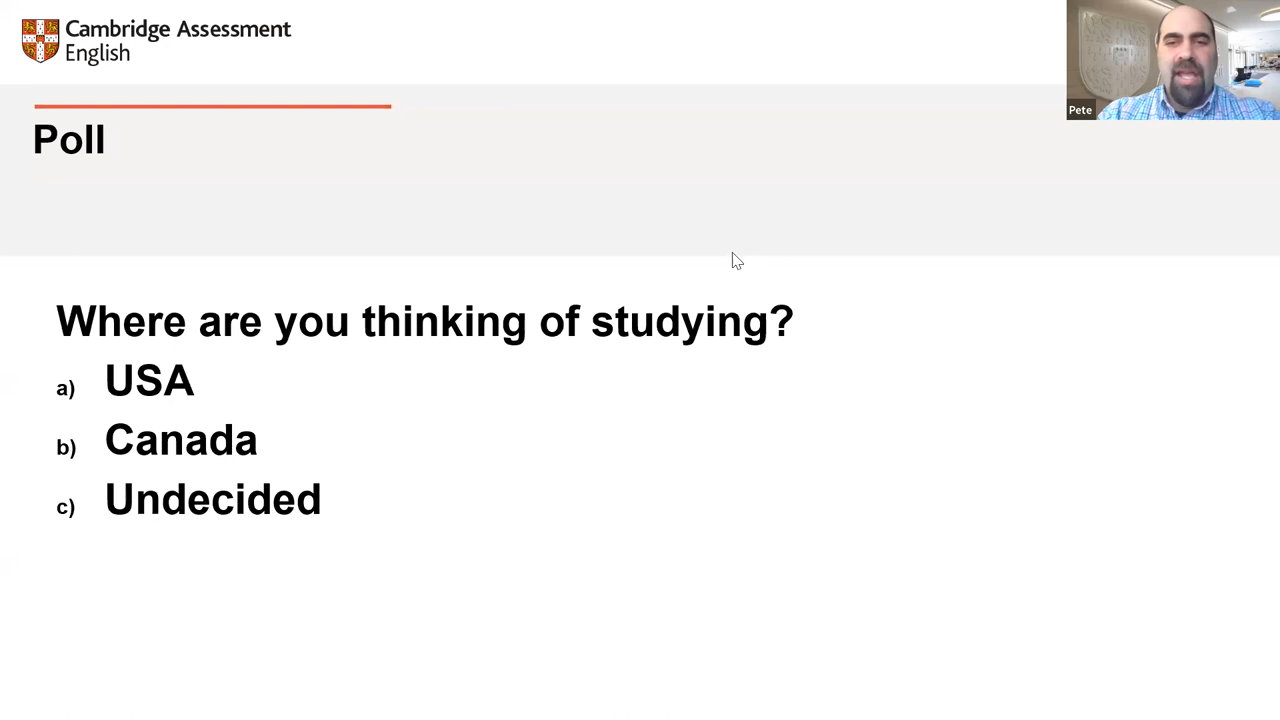 Cambridge Assessment
English
Pete
Poll
Where are you thinking of studying?
a) USA
b) Canada
c) Undecided